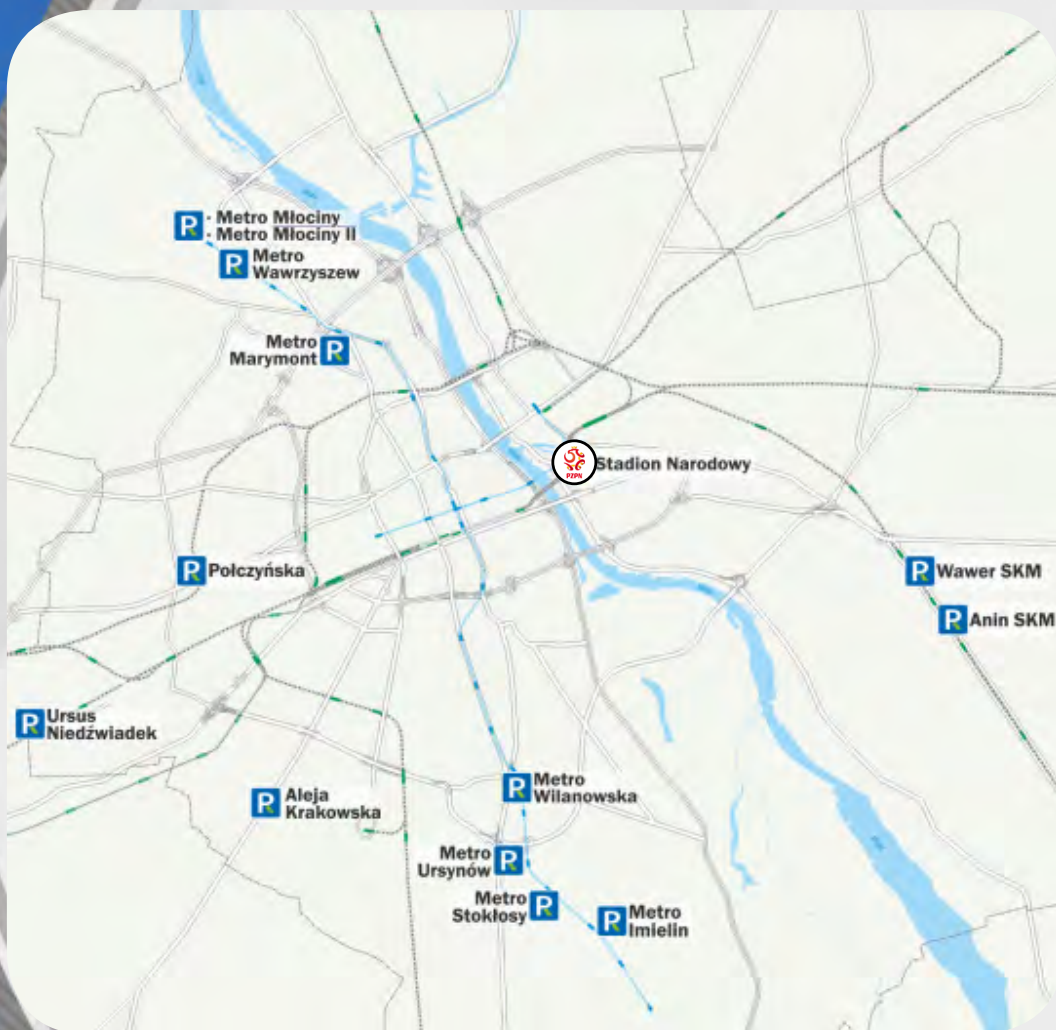 P - Metro Młociny
- Metro Młociny II
P Metro
Wawrzyszew
Metro
Marymont P
PZPN
Stadion Narodowy
P Połczyńska
P Wawer SKM
P Anin SKM
P Ursus
Niedźwiadek
P Metro
Wilanowska
P Aleja
Krakowska
Metro
Ursynów P
Metro
Stokłosy P
P Metro
Imielin